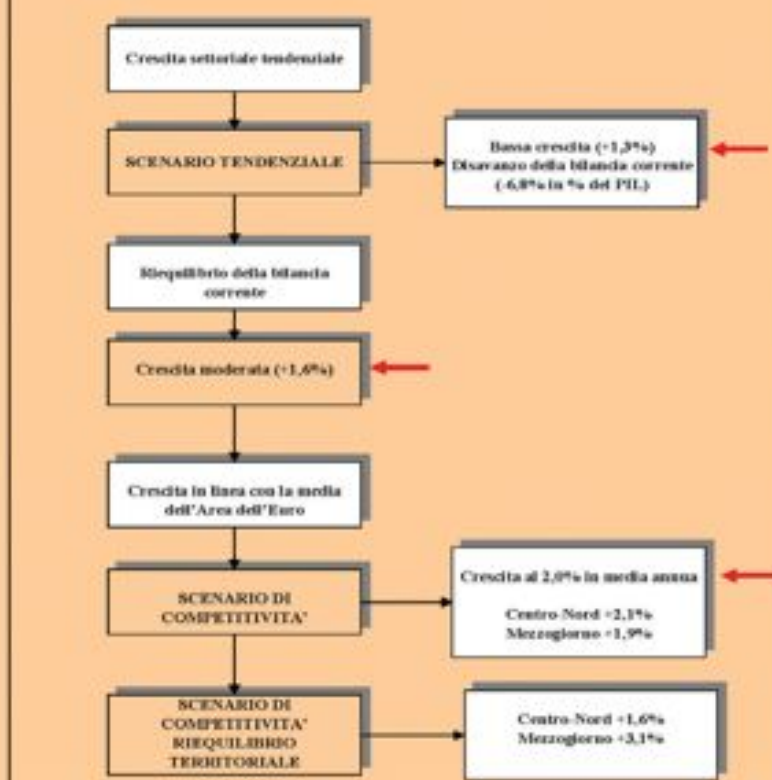 Crescita settoriale tendenziale
SCENARIO TENDENZIALE
Bassa crescita (+1,3%)
Disavanzo della bilancia corrente
(-6,8% in % del PIL)
Riequilibrio della bilancia
corrente
Crescita moderata (+1,6%)
Crescita in linea con la media
dell'Area dell'Euro
SCENARIO DI
COMPETITIVITA'
Crescita al 2,0% in media annua
Centro-Nord +2,1%
Mezzogiorno +1,9%
SCENARIO DI
COMPETITIVITA'
RIEQUILIBRIO
TERRITORIALE
Centro-Nord +1,6%
Mezzogiorno +3,1%